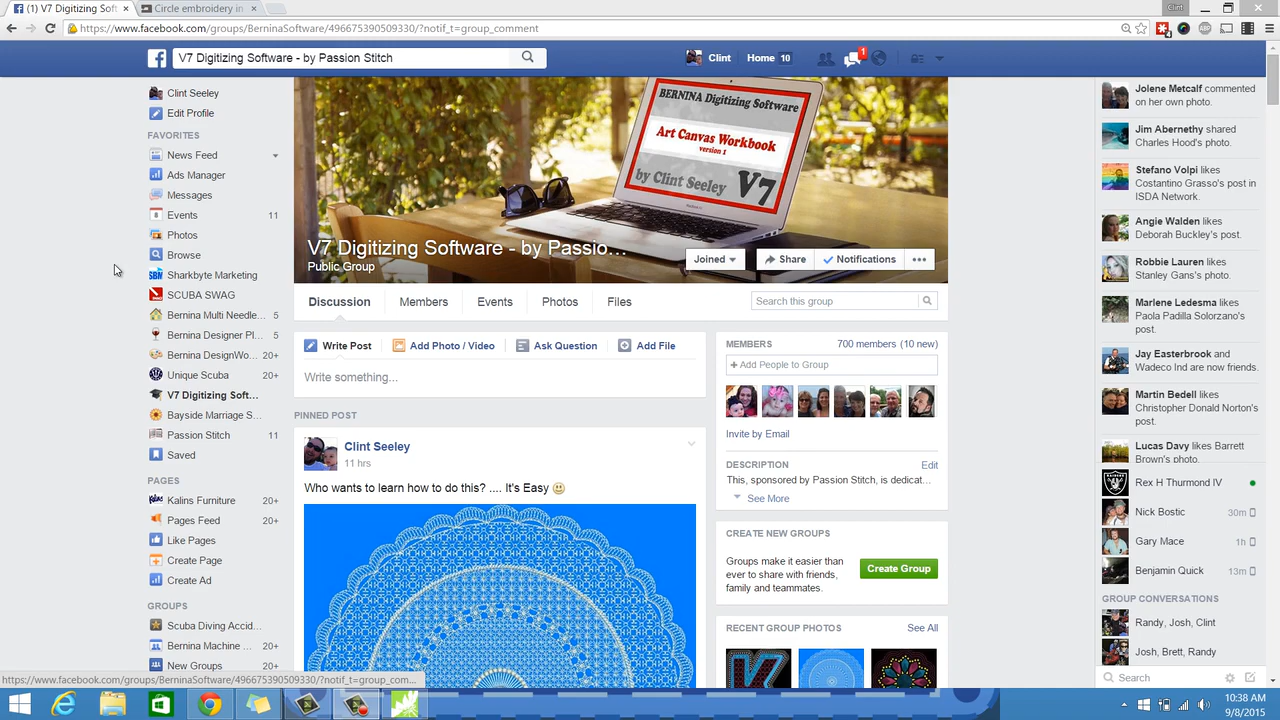 (1) V7 Digitizing Soft
Circle embroidery in
Clint
https://www.facebook.com/groups/BerninaSoftware/496675390509330/?notif_t=group_comment
V7 Digitizing Software - by Passion Stitch
Clint
Home 10
1
Clint Seeley
Edit Profile
FAVORITES
News Feed
Ads Manager
Messages
Events 11
Photos
Browse
Sharkbyte Marketing
SCUBA SWAG
Bernina Multi Needle... 5
Bernina Designer Pl... 5
Bernina DesignWo... 20+
Unique Scuba 20+
V7 Digitizing Soft...
Bayside Marriage S...
Passion Stitch 11
Saved
PAGES
Kalins Furniture 20+
Pages Feed 20+
Like Pages
Create Page
Create Ad
GROUPS
Scuba Diving Accid...
Bernina Machine ... 20+
New Groups 20+
https://www.facebook.com/groups/BerninaSoftware/496675390509330/?notif_t=group_com...
BERNINA Digitizing Software
Art Canvas Workbook
version 1
by Clint Seeley V7
V7 Digitizing Software - by Passio...
Public Group
Joined
Share
Notifications
Discussion
Members
Events
Photos
Files
Search this group
Write Post
Add Photo / Video
Ask Question
Add File
Write something...
PINNED POST
Clint Seeley
11 hrs
Who wants to learn how to do this? .... It's Easy
MEMBERS
700 members (10 new)
+ Add People to Group
Invite by Email
DESCRIPTION
Edit
This, sponsored by Passion Stitch, is dedicat...
See More
CREATE NEW GROUPS
Groups make it easier than
ever to share with friends,
family and teammates.
Create Group
RECENT GROUP PHOTOS
See All
Jolene Metcalf commented
on her own photo.
Jim Abernethy shared
Charles Hood's photo.
Stefano Volpi likes
Costantino Grasso's post in
ISDA Network.
Angie Walden likes
Deborah Buckley's post.
Robbie Lauren likes
Stanley Gans's photo.
Marlene Ledesma likes
Paola Padilla Solorzano's
post.
Jay Easterbrook and
Wadeco Ind are now friends.
Martin Bedell likes
Christopher Donald Norton's
post.
Lucas Davy likes Barrett
Brown's photo.
Rex H Thurmond IV
Nick Bostic 30m
Gary Mace 1h
Benjamin Quick 13m
GROUP CONVERSATIONS
Randy, Josh, Clint
Josh, Brett, Randy
Search
10:38 AM
9/8/2015